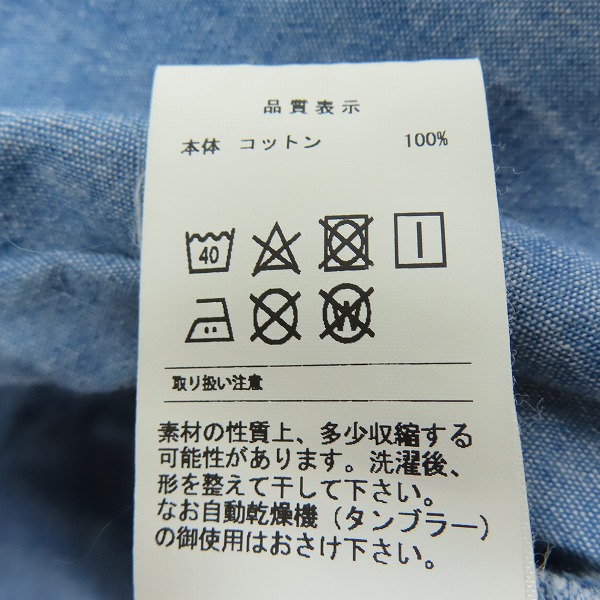 品質表示
本体 コットン 100%
40
W
取り扱い注意
素材の性質上、多少収縮する
可能性があります。洗濯後、
形を整えて干して下さい。
なお自動乾燥機（タンブラー）
の御使用はおさけ下さい。